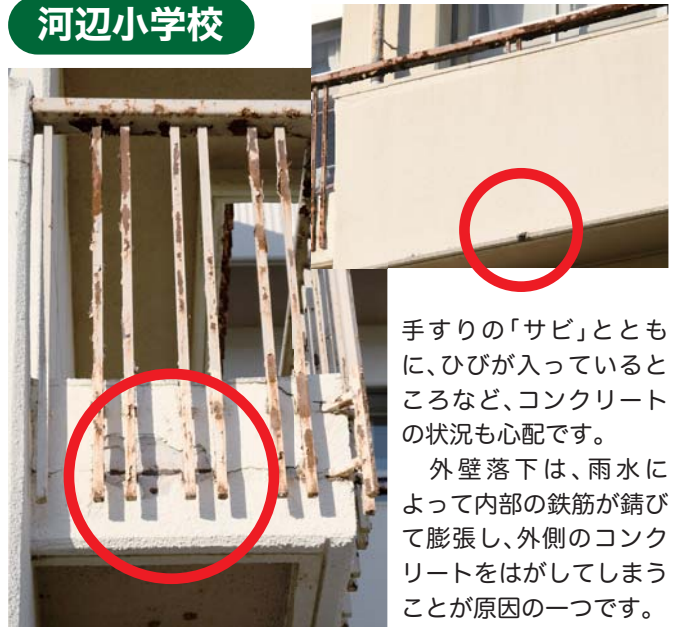 河辺小学校
手すりの「サビ」ととも
に、ひびが入っていると
ころなど、コンクリート
の状況も心配です。
　外壁落下は、雨水に
よって内部の鉄筋が錆び
て膨張し、外側のコンク
リートをはがしてしまう
ことが原因の一つです。